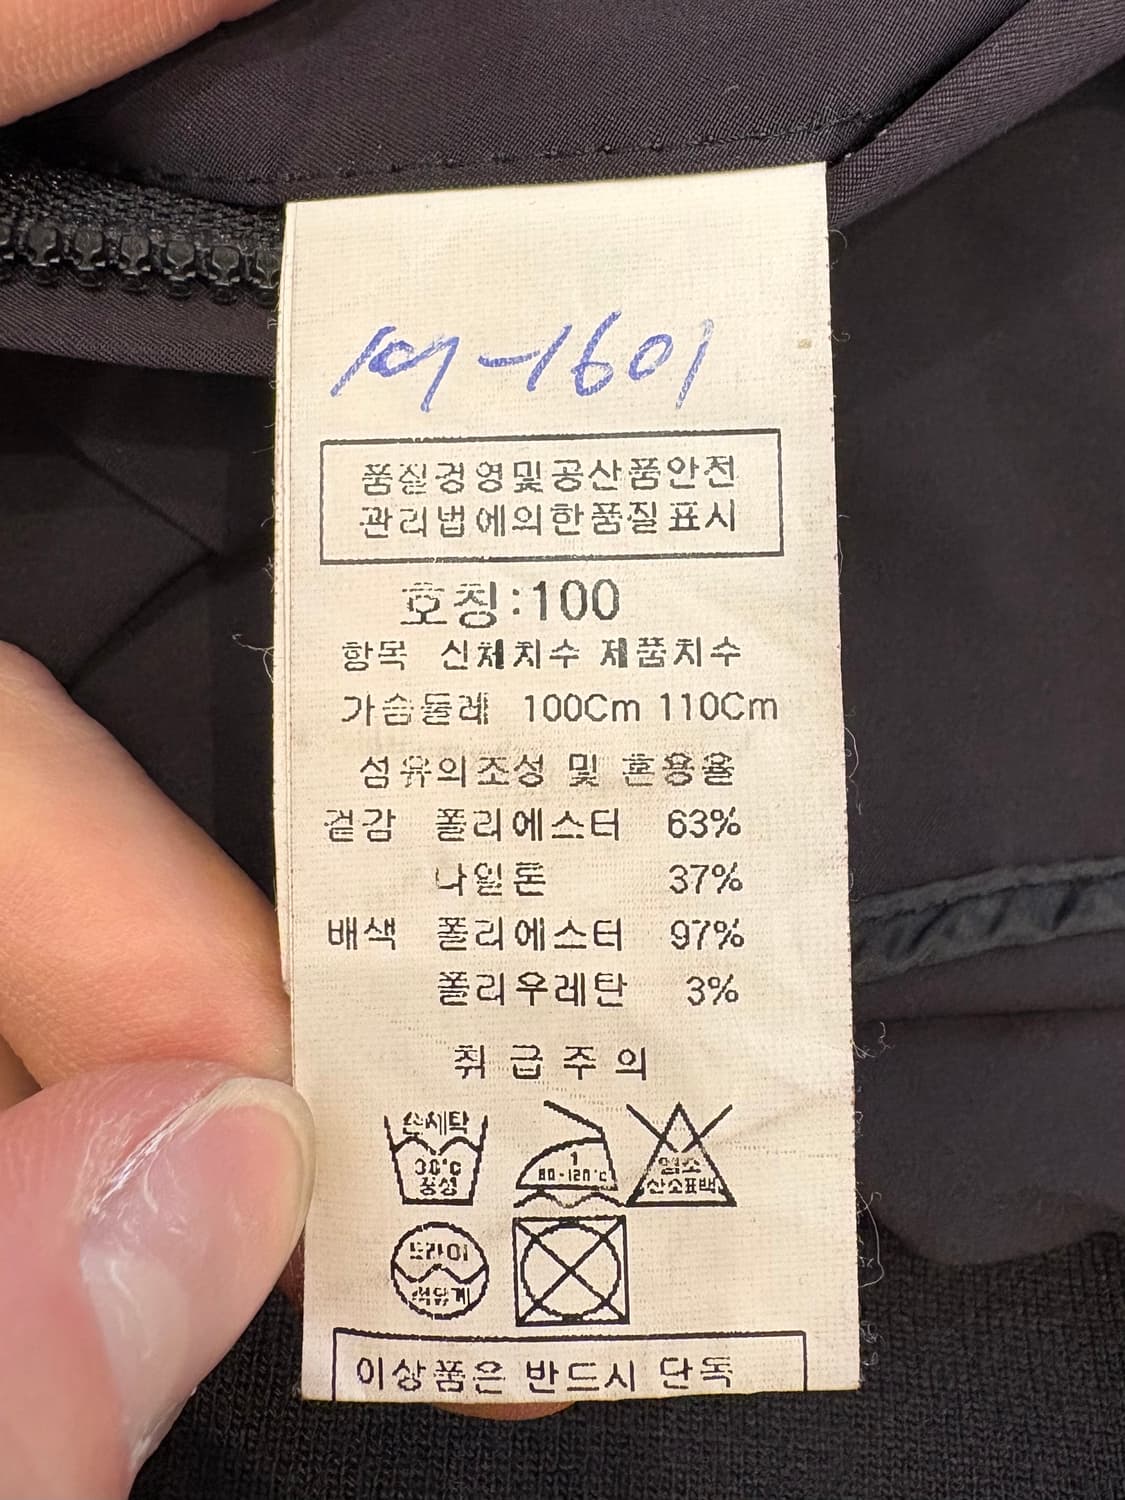 -1601
품질경영및공산품안전
관리법에의한품질표시
호칭:100
항목 신체치수 제품치수
가슴둘레 100Cm 110Cm
섬유의조성 및 혼용율
겉감 폴리에스터 63%
나일론 37%
배색 폴리에스터 97%
폴리우레탄 3%
취급주의
손세탁
30°C
중성
1
80-120°C
염소
산소표백
드라이
이상품은 반드시 단독